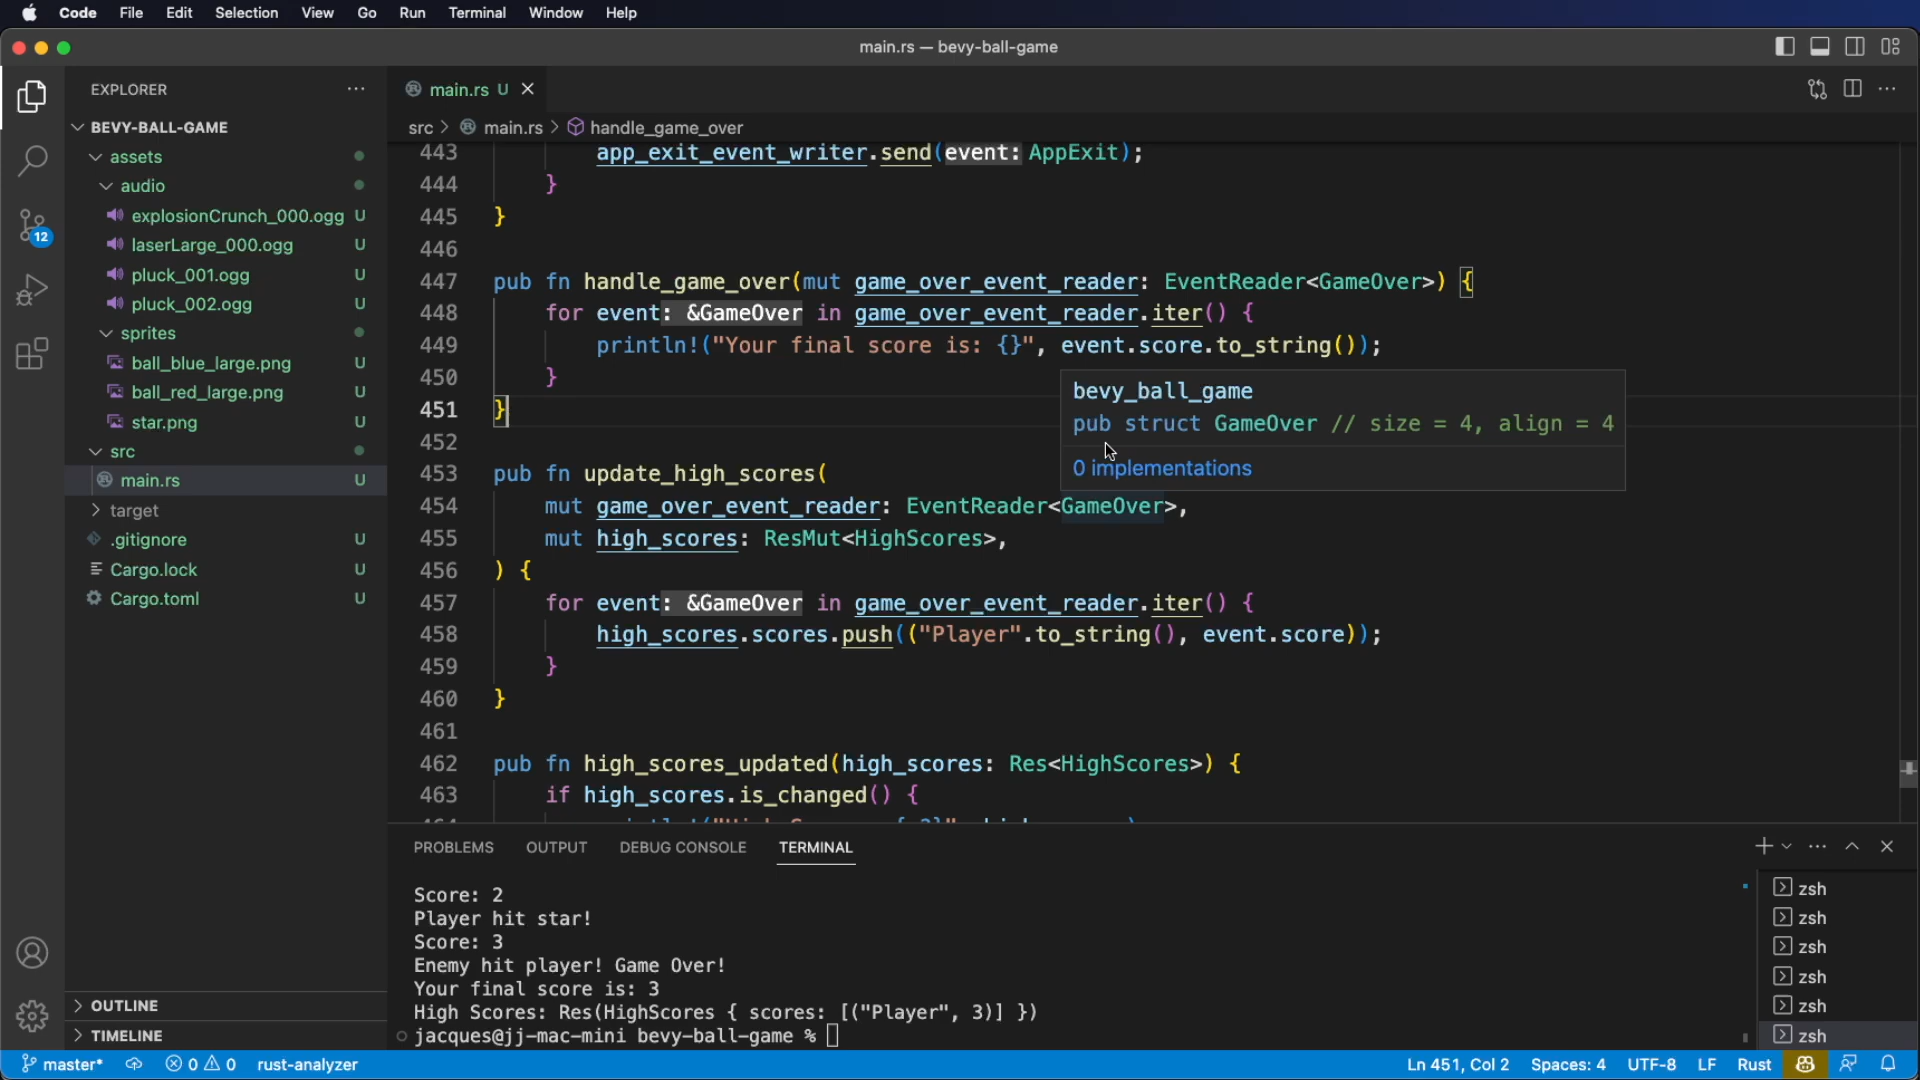 Code File Edit Selection View Go Run Terminal Window Help
main.rs — bevy-ball-game
EXPLORER
BEVY-BALL-GAME
assets
audio
explosionCrunch_000.ogg U
laserLarge_000.ogg U
pluck_001.ogg U
pluck_002.ogg U
sprites
ball_blue_large.png U
ball_red_large.png U
star.png U
src
main.rs U
target
.gitignore U
Cargo.lock U
Cargo.toml U
OUTLINE
TIMELINE
12
main.rs U
src > main.rs > handle_game_over
443 app_exit_event_writer.send(event: AppExit);
444 }
445 }
446
447 pub fn handle_game_over(mut game_over_event_reader: EventReader<GameOver>) {
448 for event: &GameOver in game_over_event_reader.iter() {
449 println!("Your final score is: {}", event.score.to_string());
450 }
451 }
452
453 pub fn update_high_scores(
454 mut game_over_event_reader: EventReader<GameOver>,
455 mut high_scores: ResMut<HighScores>,
456 ) {
457 for event: &GameOver in game_over_event_reader.iter() {
458 high_scores.scores.push(("Player".to_string(), event.score));
459 }
460 }
461
462 pub fn high_scores_updated(high_scores: Res<HighScores>) {
463 if high_scores.is_changed() {
bevy_ball_game
pub struct GameOver // size = 4, align = 4
0 implementations
PROBLEMS OUTPUT DEBUG CONSOLE TERMINAL
Score: 2
Player hit star!
Score: 3
Enemy hit player! Game Over!
Your final score is: 3
High Scores: Res(HighScores { scores: [("Player", 3)] })
jacques@jj-mac-mini bevy-ball-game %
zsh
zsh
zsh
zsh
zsh
zsh
master* 0 0 rust-analyzer Ln 451, Col 2 Spaces: 4 UTF-8 LF Rust